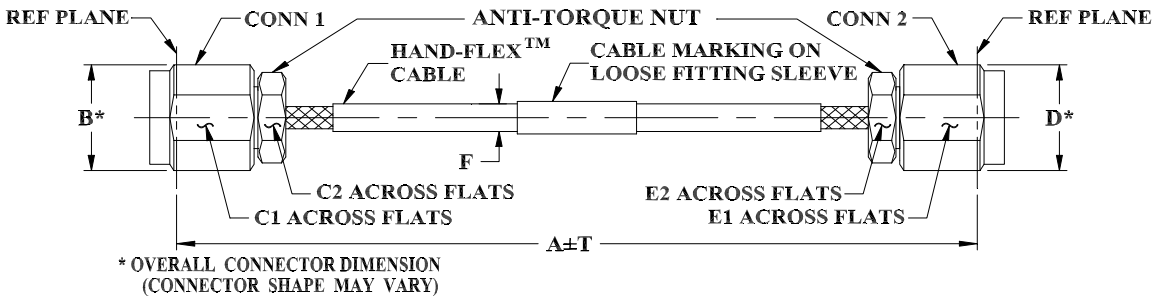 REF PLANE
CONN 1
ANTI-TORQUE NUT
CONN 2
REF PLANE
HAND-FLEX™
CABLE
CABLE MARKING ON
LOOSE FITTING SLEEVE
B*
D*
F
C2 ACROSS FLATS
E2 ACROSS FLATS
C1 ACROSS FLATS
E1 ACROSS FLATS
A±T
* OVERALL CONNECTOR DIMENSION
(CONNECTOR SHAPE MAY VARY)